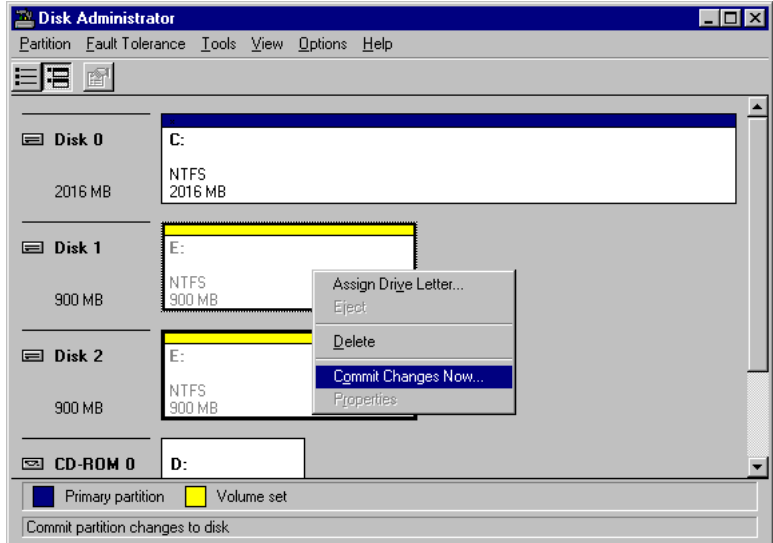 Disk Administrator
Partition Fault Tolerance Tools View Options Help
Disk 0
2016 MB
C:
NTFS
2016 MB
Disk 1
900 MB
E:
NTFS
900 MB
Assign Drive Letter...
Eject
Delete
Commit Changes Now...
Properties
Disk 2
900 MB
E:
NTFS
900 MB
CD-ROM 0
D:
Primary partition Volume set
Commit partition changes to disk